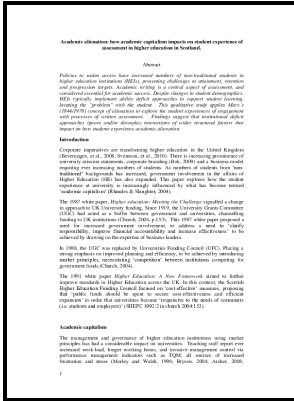 Academic alienation: how academic capitalism impacts on student experience of
assessment in higher education in Scotland.
Abstract
Policies to widen access have increased numbers of non-traditional students in
higher education institutions (HEIs), presenting challenges to attainment, retention
and progression targets. Academic writing is a central aspect of assessment, and
considered essential for academic success. Despite changes in student demographics,
HEIs typically implement ability deficit approaches to support student learning,
locating the "problem" with the student. This qualitative study applies Marx's
(1844/1976) concept of alienation to explore the student experiences of engagement
with processes of written assessment. Findings suggest that institutional deficit
approaches ignore and/or downplay intersections of wider structural factors that
impact on how student experience academic alienation.
Introduction
Corporate imperatives are transforming higher education in the United Kingdom
(Beverungen, et al., 2008; Svensson, et al., 2010). There is increasing prominence of
university mission statements, corporate branding (Bok, 2009) and a business model
requiring ever increasing numbers of students. As numbers of students from 'non-
traditional' backgrounds has increased, government involvement in the affairs of
Higher Education (HE) has also expanded. This paper explores how the student
experience at university is increasingly influenced by what has become termed
'academic capitalism' (Rhoades & Slaughter, 2004).
The 1987 white paper, Higher education: Meeting the Challenge signalled a change
in approach to UK University funding. Since 1919, the University Grants Committee
(UGC) had acted as a buffer between government and universities, channelling
funding to UK institutions (Church, 2004, p.153). This 1987 white paper proposed a
need for increased government involvement, to address a need to 'clarify
responsibility, improve financial accountability and increase effectiveness' to be
achieved by drawing on the expertise of business leaders.
In 1988, the UGC was replaced by Universities Funding Council (UFC). Placing a
strong emphasis on improved planning and efficiency, to be achieved by introducing
market principles, necessitating 'competition' between institutions competing for
government funds (Church, 2004).
The 1991 white paper Higher Education: A New Framework aimed to further
improve standards in Higher Education across the UK. In this context, the Scottish
Higher Education Funding Council focused on 'cost-effective' measures, proposing
that 'public funds should be spent to secure cost-effectiveness and efficient
expansion' in order that universities become 'responsive to the needs of consumers
(i.e. students and employers)' (SHEFC 1992:2 in church 2004:153).
Academic capitalism
The management and governance of higher education institutions using market
principles has had a considerable impact on universities. Teaching staff report ever
increased work-load, longer working hours, and invasive management control via
performance management indicators such as TQM; all sources of increasing
frustration and stress (Morley and Walsh, 1996; Bryson, 2004; Archer, 2008;
1